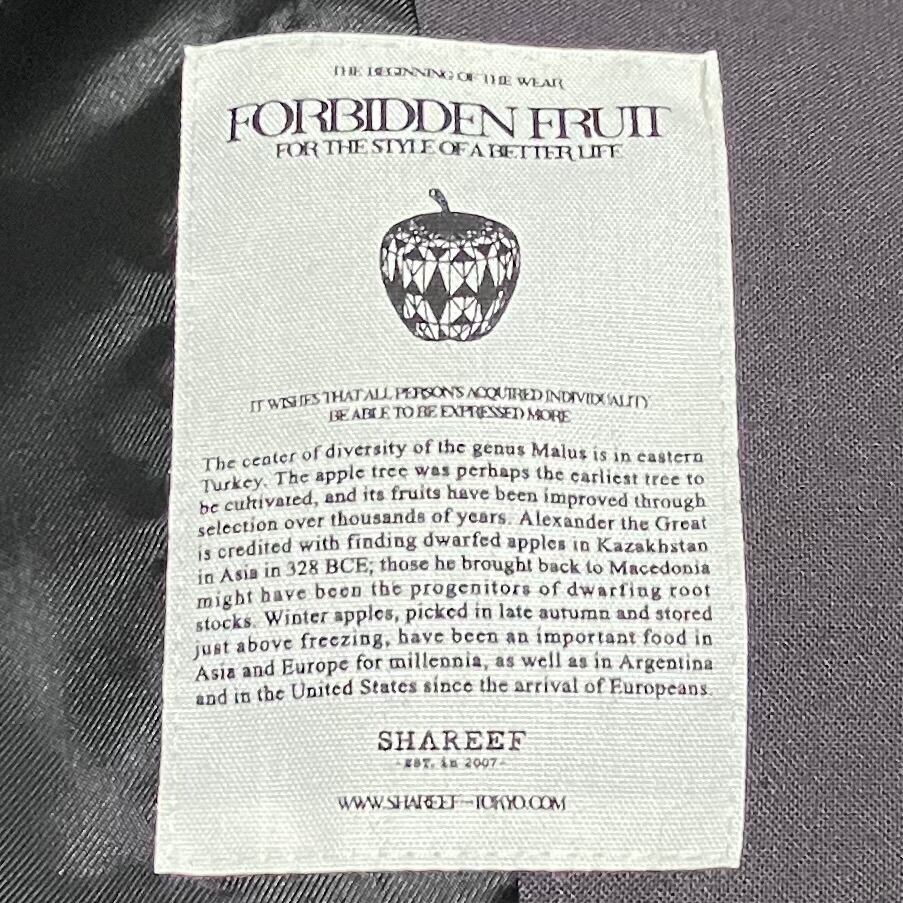 THE BEGINNING OF THE WEAR
FORBIDDEN FRUIT
FOR THE STYLE OF A BETTER LIFE
IT WISHES THAT ALL PERSON'S ACQUIRED INDIVIDUALITY
BE ABLE TO BE EXPRESSED MORE
The center of diversity of the genus Malus is in eastern
Turkey. The apple tree was perhaps the earliest tree to
be cultivated, and its fruits have been improved through
selection over thousands of years. Alexander the Great
is credited with finding dwarfed apples in Kazakhstan
in Asia in 328 BCE; those he brought back to Macedonia
might have been the progenitors of dwarfing root
stocks. Winter apples, picked in late autumn and stored
just above freezing, have been an important food in
Asia and Europe for millennia, as well as in Argentina
and in the United States since the arrival of Europeans.
SHAREEF
-EST. in 2007-
WWW.SHAREEF-TOKYO.COM